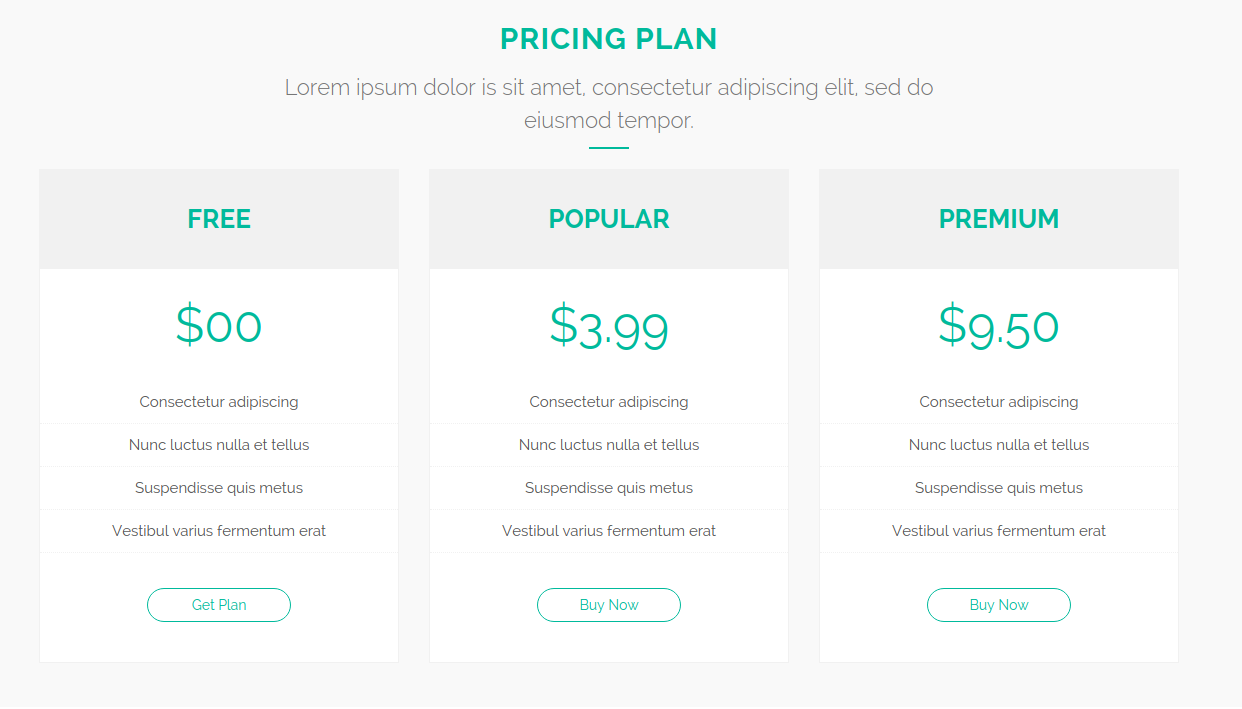 PRICING PLAN
Lorem ipsum dolor is sit amet, consectetur adipiscing elit, sed do
eiusmod tempor.
FREE
$00
Consectetur adipiscing
Nunc luctus nulla et tellus
Suspendisse quis metus
Vestibul varius fermentum erat
Get Plan
POPULAR
$3.99
Consectetur adipiscing
Nunc luctus nulla et tellus
Suspendisse quis metus
Vestibul varius fermentum erat
Buy Now
PREMIUM
$9.50
Consectetur adipiscing
Nunc luctus nulla et tellus
Suspendisse quis metus
Vestibul varius fermentum erat
Buy Now